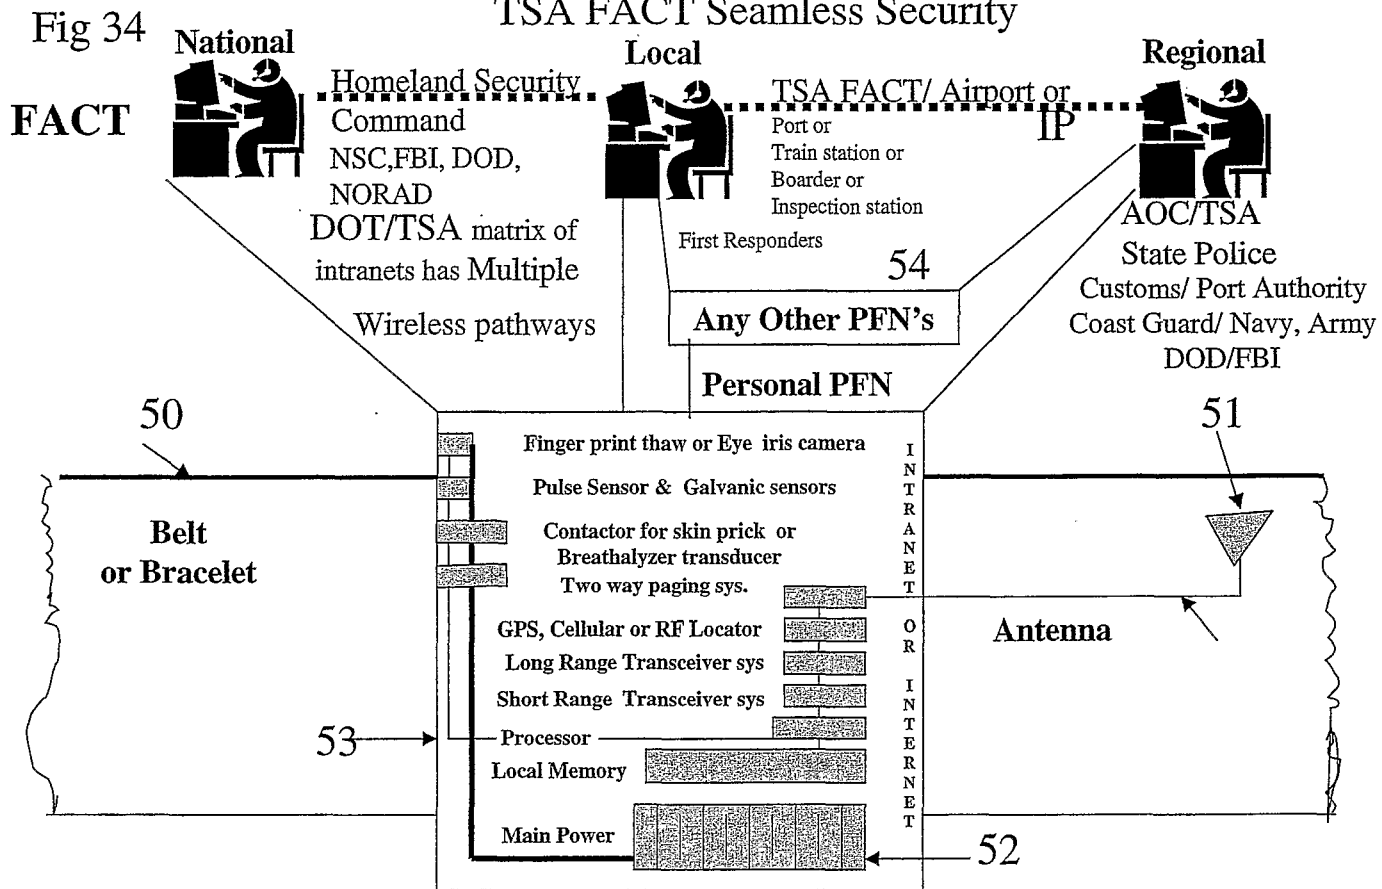 TSA FACT Seamless Security
Fig 34
National
Local
Regional
FACT
Homeland Security
Command
NSC,FBI, DOD,
NORAD
DOT/TSA matrix of
intranets has Multiple
Wireless pathways
TSA FACT/ Airport or
IP
Port or
Train station or
Boarder or
Inspection station
First Responders
54
AOC/TSA
State Police
Customs/ Port Authority
Coast Guard/ Navy, Army
DOD/FBI
Any Other PFN's
Personal PFN
50
51
Finger print thaw or Eye iris camera
Pulse Sensor & Galvanic sensors
Contactor for skin prick or
Breathalyzer transducer
Two way paging sys.
GPS, Cellular or RF Locator
Long Range Transceiver sys
Short Range Transceiver sys
Processor
Local Memory
Main Power
INTRANET OR INTERNET
Belt
or Bracelet
Antenna
53
52